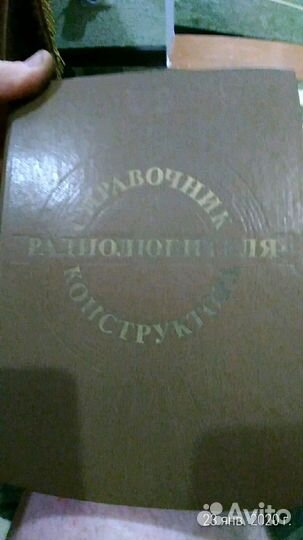 СПРАВОЧНИК
РАДИОЛЮБИТЕЛЯ
КОНСТРУКТОРА
23 янв. 2020 г.
Avito